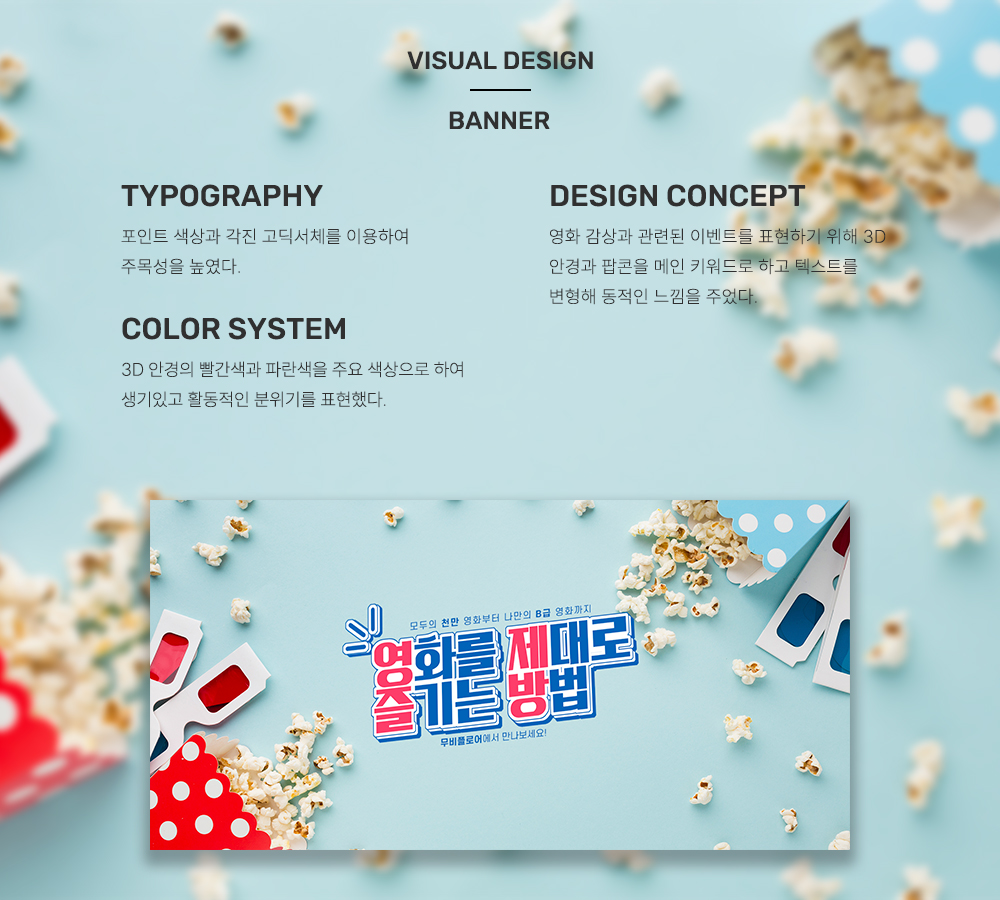 VISUAL DESIGN
BANNER
TYPOGRAPHY
포인트 색상과 각진 고딕서체를 이용하여
주목성을 높였다.
COLOR SYSTEM
3D 안경의 빨간색과 파란색을 주요 색상으로 하여
생기있고 활동적인 분위기를 표현했다.
DESIGN CONCEPT
영화 감상과 관련된 이벤트를 표현하기 위해 3D
안경과 팝콘을 메인 키워드로 하고 텍스트를
변형해 동적인 느낌을 주었다.
모두의 천만 영화부터 나만의 B급 영화까지
영화를 제대로
즐기는 방법
무비플로어에서 만나보세요!